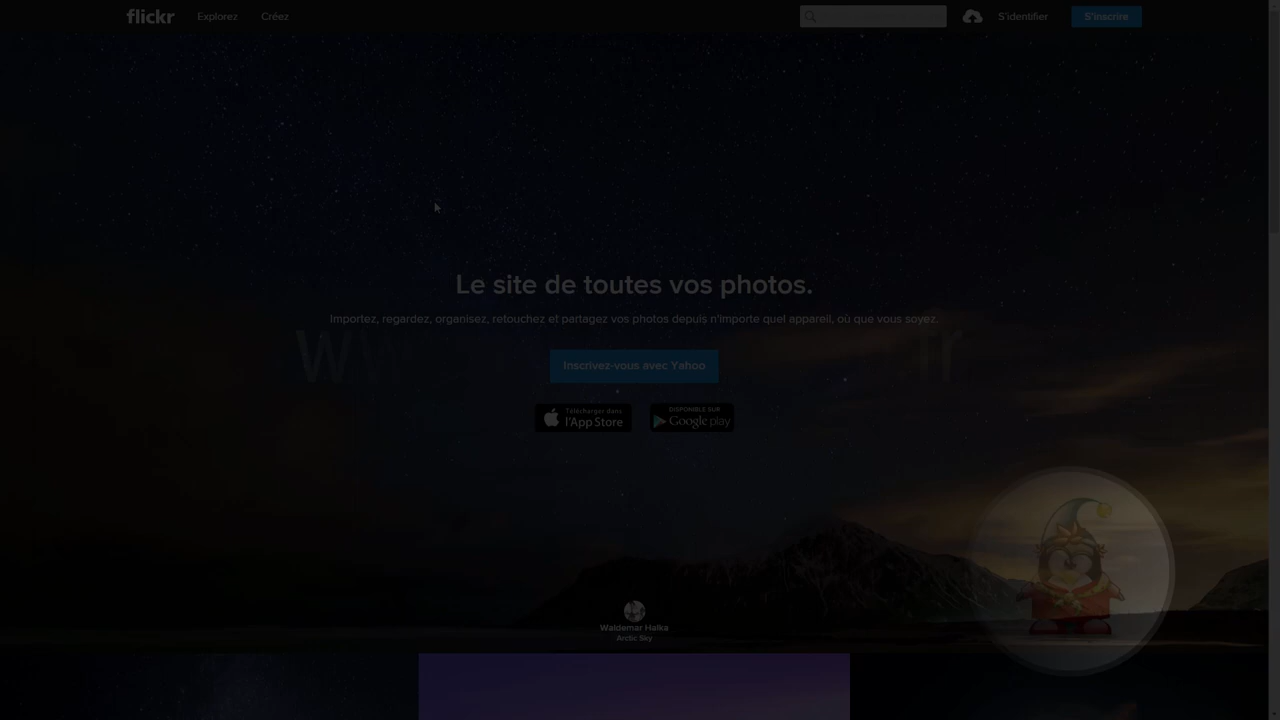 flickr Explorez Créez S'identifier S'inscrire
Le site de toutes vos photos.
Importez, regardez, organisez, retouchez et partagez vos photos depuis n'importe quel appareil, où que vous soyez.
Inscrivez-vous avec Yahoo
Télécharger dans
l'App Store
DISPONIBLE SUR
Google play
Waldemar Halka
Arctic Sky